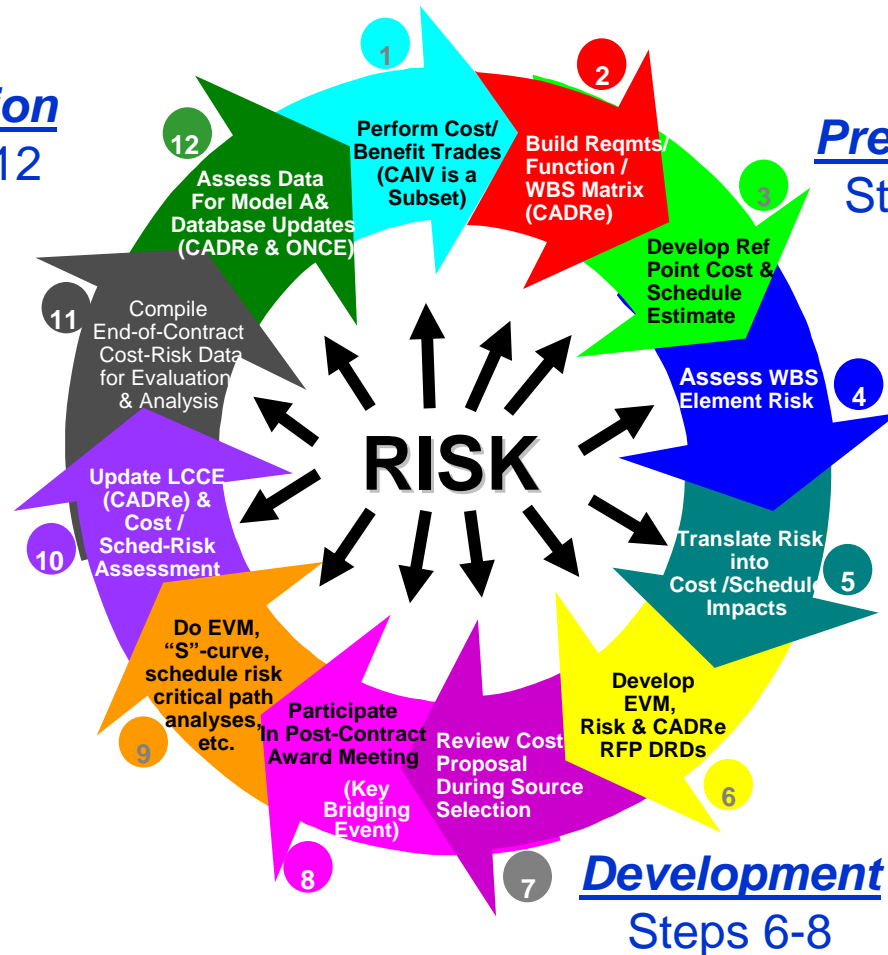 ion
12
Pre
St
1
Perform Cost/
Benefit Trades
(CAIV is a
Subset)
2
Build Reqmts/
Function /
WBS Matrix
(CADRe)
3
Develop Ref
Point Cost &
Schedule
Estimate
4
Assess WBS
Element Risk
5
Translate Risk
into
Cost /Schedule
Impacts
6
Develop
EVM,
Risk & CADRe
RFP DRDs
7
Review Cost
Proposal
During Source
Selection
8
Participate
In Post-Contract
Award Meeting
(Key
Bridging
Event)
9
Do EVM,
“S”-curve,
schedule risk
critical path
analyses,
etc.
10
Update LCCE
(CADRe) &
Cost /
Sched-Risk
Assessment
11
Compile
End-of-Contract
Cost-Risk Data
for Evaluation
& Analysis
12
Assess Data
For Model A&
Database Updates
(CADRe & ONCE)
RISK
Development
Steps 6-8